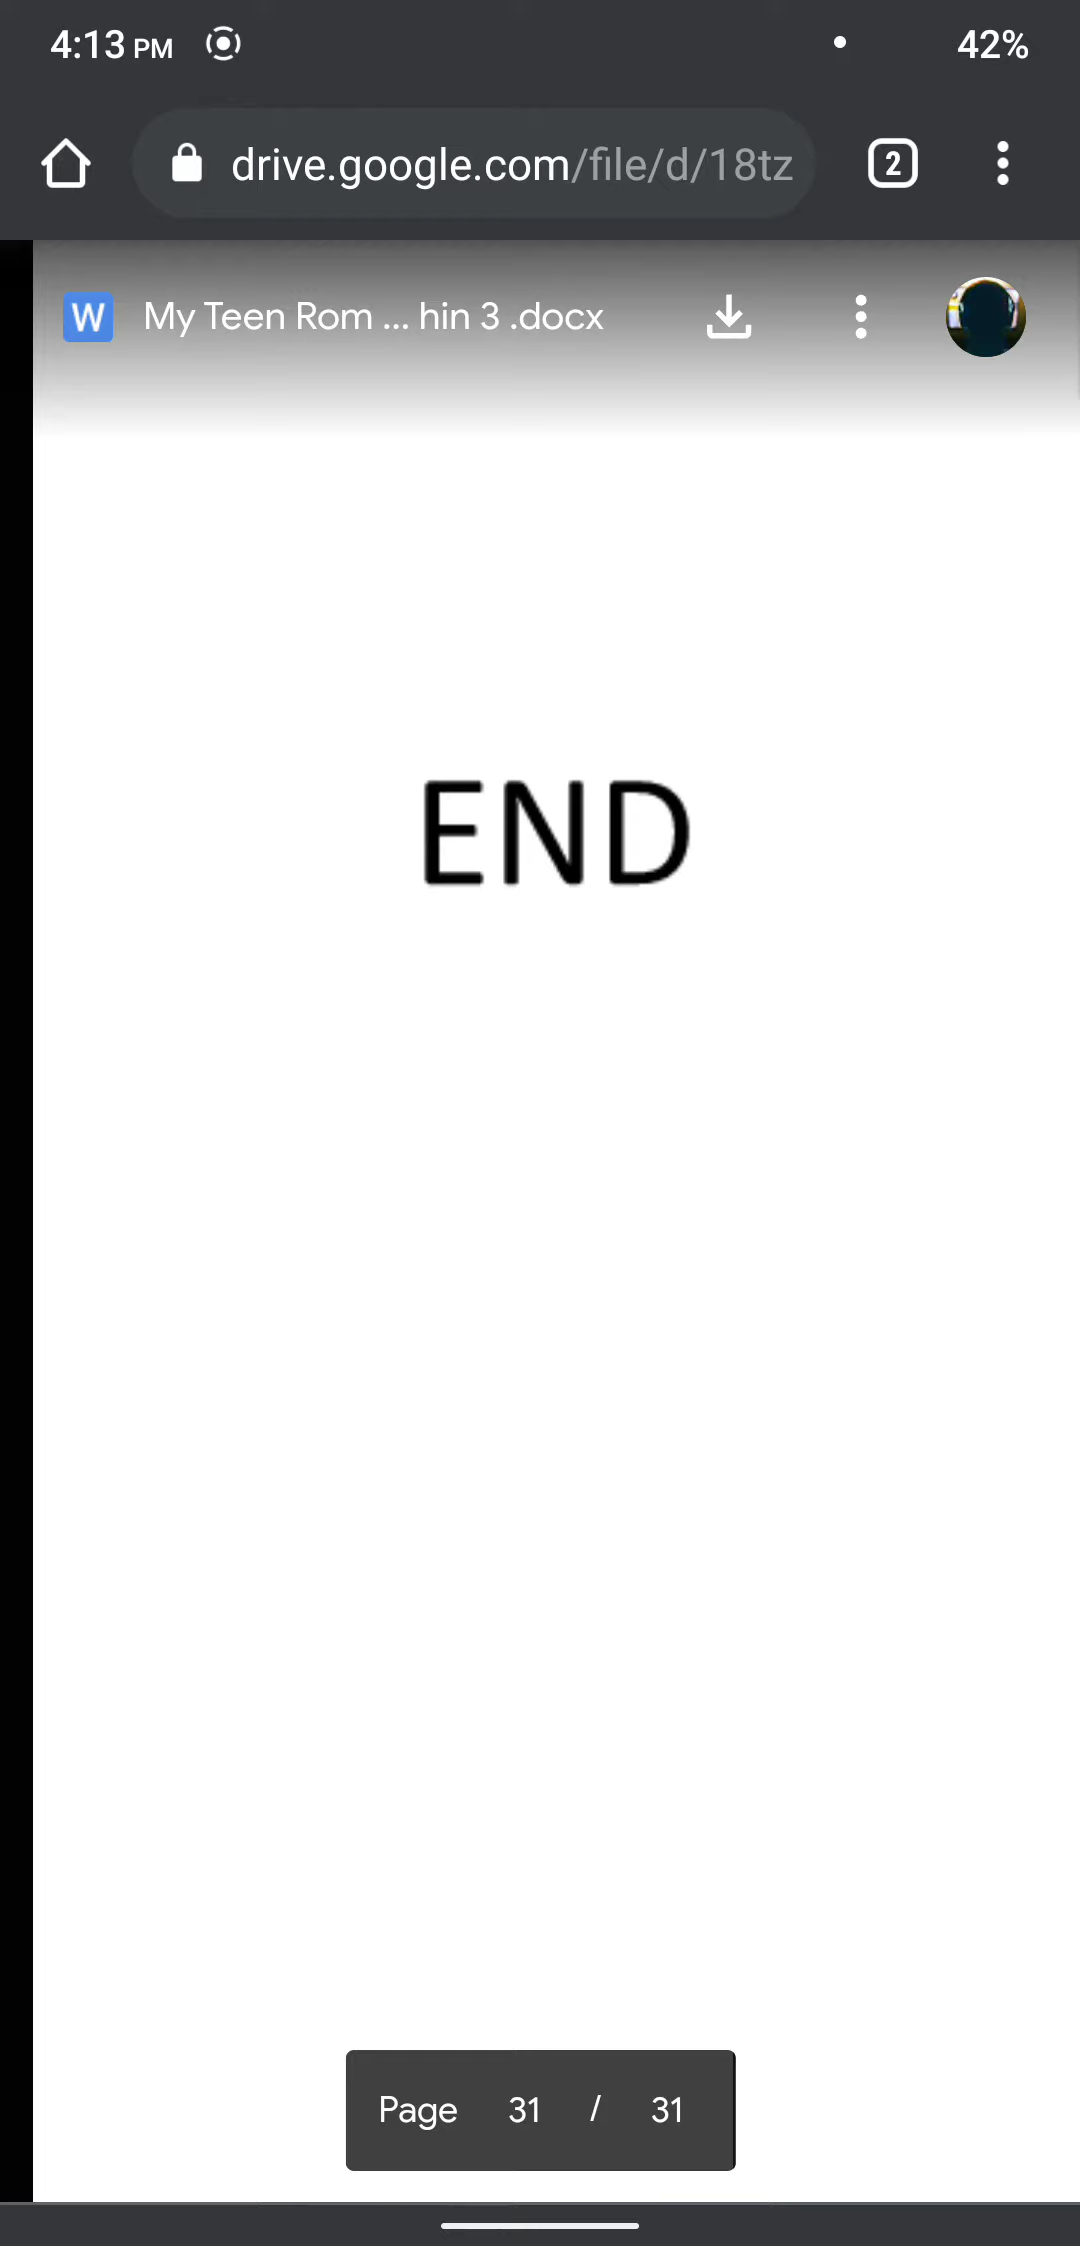 4:13 PM 42%
drive.google.com/file/d/18tz 2
W My Teen Rom ... hin 3 .docx
END
Page 31 / 31